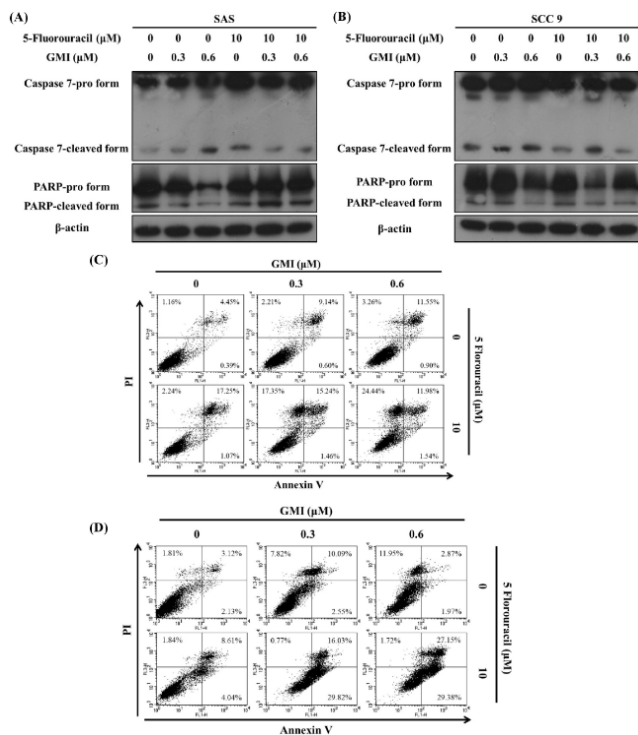 (A)
SAS
5-Fluorouracil (μM) 0 0 0 10 10 10
GMI (μM) 0 0.3 0.6 0 0.3 0.6
Caspase 7-pro form
Caspase 7-cleaved form
PARP-pro form
PARP-cleaved form
β-actin
(B)
SCC 9
5-Fluorouracil (μM) 0 0 0 10 10 10
GMI (μM) 0 0.3 0.6 0 0.3 0.6
Caspase 7-pro form
Caspase 7-cleaved form
PARP-pro form
PARP-cleaved form
β-actin
(C)
GMI (μM)
0 0.3 0.6
1.16% 4.45% 2.21% 9.14% 3.26% 11.55%
0.39% 0.60% 0.90%
2.24% 17.25% 17.35% 15.24% 24.44% 11.98%
1.07% 1.46% 1.54%
PI
Annexin V
0
10
5 Florouracil (μM)
(D)
GMI (μM)
0 0.3 0.6
1.81% 3.12% 7.82% 10.09% 11.95% 2.87%
2.13% 2.55% 1.97%
1.84% 8.61% 0.77% 16.03% 1.72% 27.15%
4.04% 29.82% 29.38%
PI
Annexin V
0
10
5 Florouracil (μM)